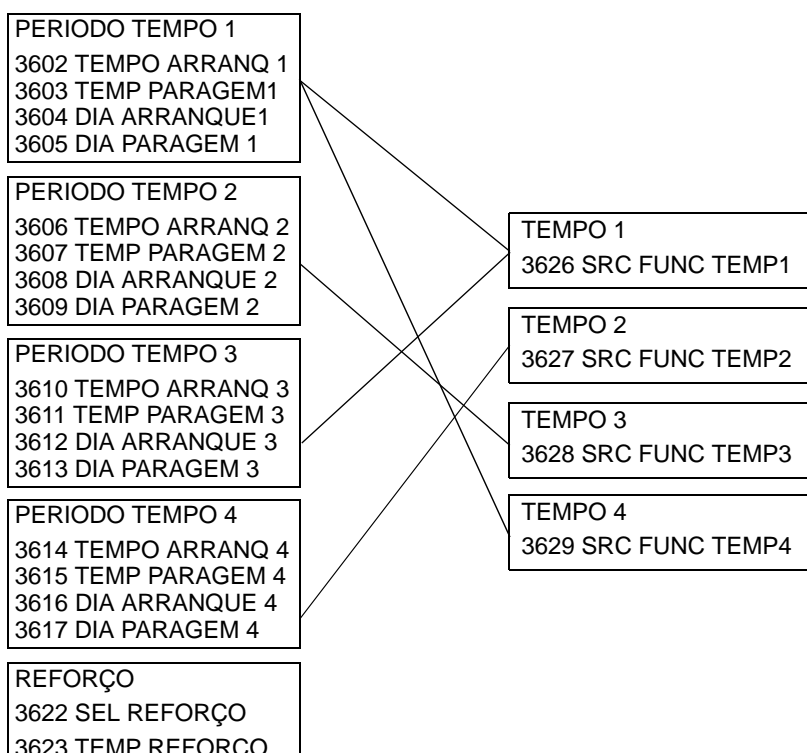 PERIODO TEMPO 1
3602 TEMPO ARRANQ 1
3603 TEMP PARAGEM1
3604 DIA ARRANQUE1
3605 DIA PARAGEM 1
PERIODO TEMPO 2
3606 TEMPO ARRANQ 2
3607 TEMP PARAGEM 2
3608 DIA ARRANQUE 2
3609 DIA PARAGEM 2
PERIODO TEMPO 3
3610 TEMPO ARRANQ 3
3611 TEMP PARAGEM 3
3612 DIA ARRANQUE 3
3613 DIA PARAGEM 3
PERIODO TEMPO 4
3614 TEMPO ARRANQ 4
3615 TEMP PARAGEM 4
3616 DIA ARRANQUE 4
3617 DIA PARAGEM 4
REFORÇO
3622 SEL REFORÇO
3623 TEMP REFORÇO
TEMPO 1
3626 SRC FUNC TEMP1
TEMPO 2
3627 SRC FUNC TEMP2
TEMPO 3
3628 SRC FUNC TEMP3
TEMPO 4
3629 SRC FUNC TEMP4